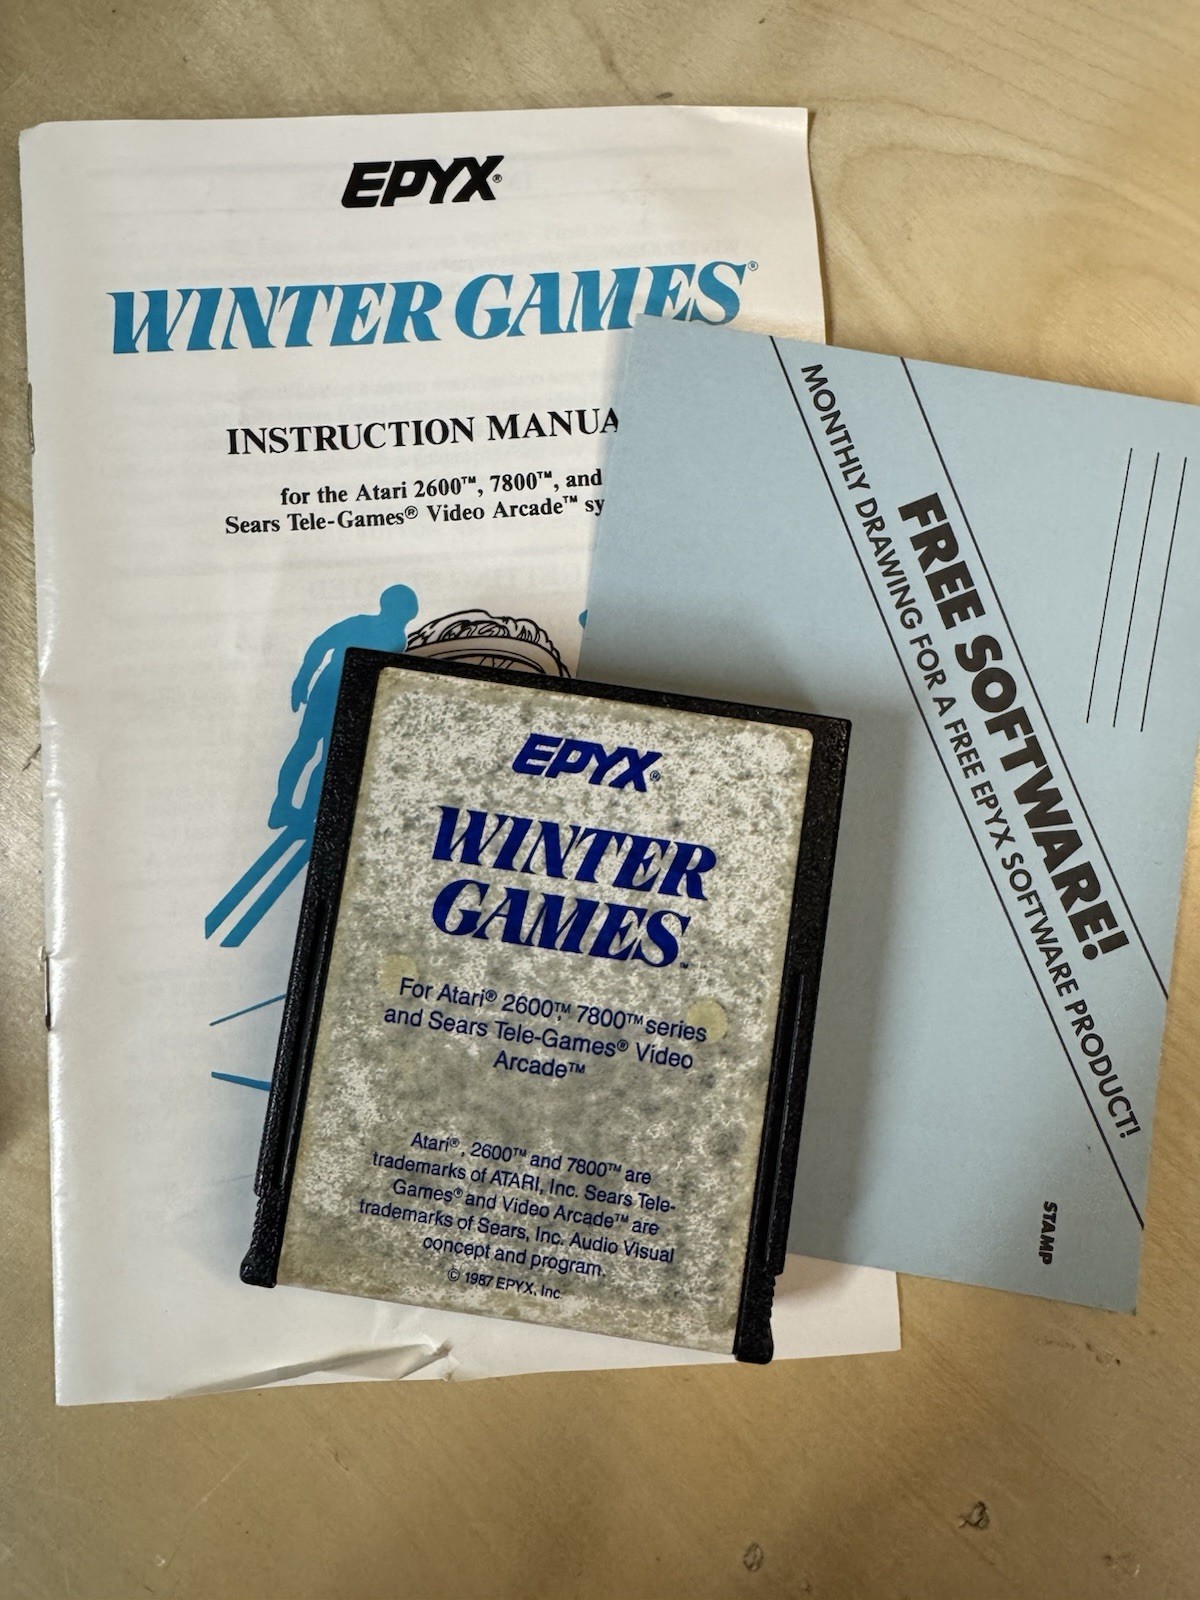 EPYX®
WINTER GAMES®
INSTRUCTION MANUA
for the Atari 2600™, 7800™, and
Sears Tele-Games® Video Arcade™ sy
MONTHLY DRAWING FOR A FREE EPYX SOFTWARE PRODUCT!
FREE SOFTWARE!
STAMP
EPYX®
WINTER
GAMES™
For Atari® 2600™, 7800™ series
and Sears Tele-Games® Video
Arcade™
Atari®, 2600™ and 7800™ are
trademarks of ATARI, Inc. Sears Tele-
Games® and Video Arcade™ are
trademarks of Sears, Inc. Audio Visual
concept and program.
© 1987 EPYX, Inc.